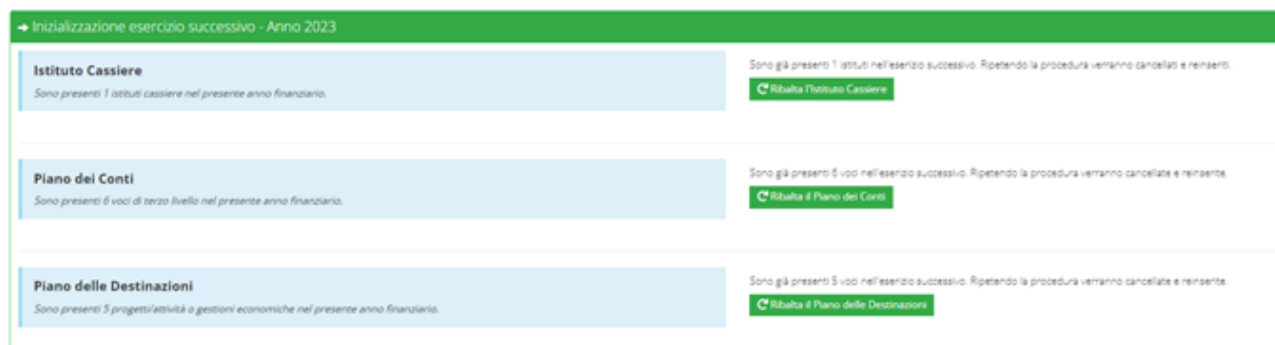 Inizializzazione esercizio successivo - Anno 2023
Istituto Cassiere
Sono presenti 1 istituti cassiere nel presente anno finanziario.
Sono già presenti 1 istituti nell'esercizio successivo. Ripetendo la procedura verranno cancellati e reinseriti.
Ribalta l'Istituto Cassiere
Piano dei Conti
Sono presenti 6 voci di terzo livello nel presente anno finanziario.
Sono già presenti 6 voci nell'esercizio successivo. Ripetendo la procedura verranno cancellate e reinserite.
Ribalta il Piano dei Conti
Piano delle Destinazioni
Sono presenti 5 progetti/attività o gestioni economiche nel presente anno finanziario.
Sono già presenti 5 voci nell'esercizio successivo. Ripetendo la procedura verranno cancellate e reinserite.
Ribalta il Piano delle Destinazioni